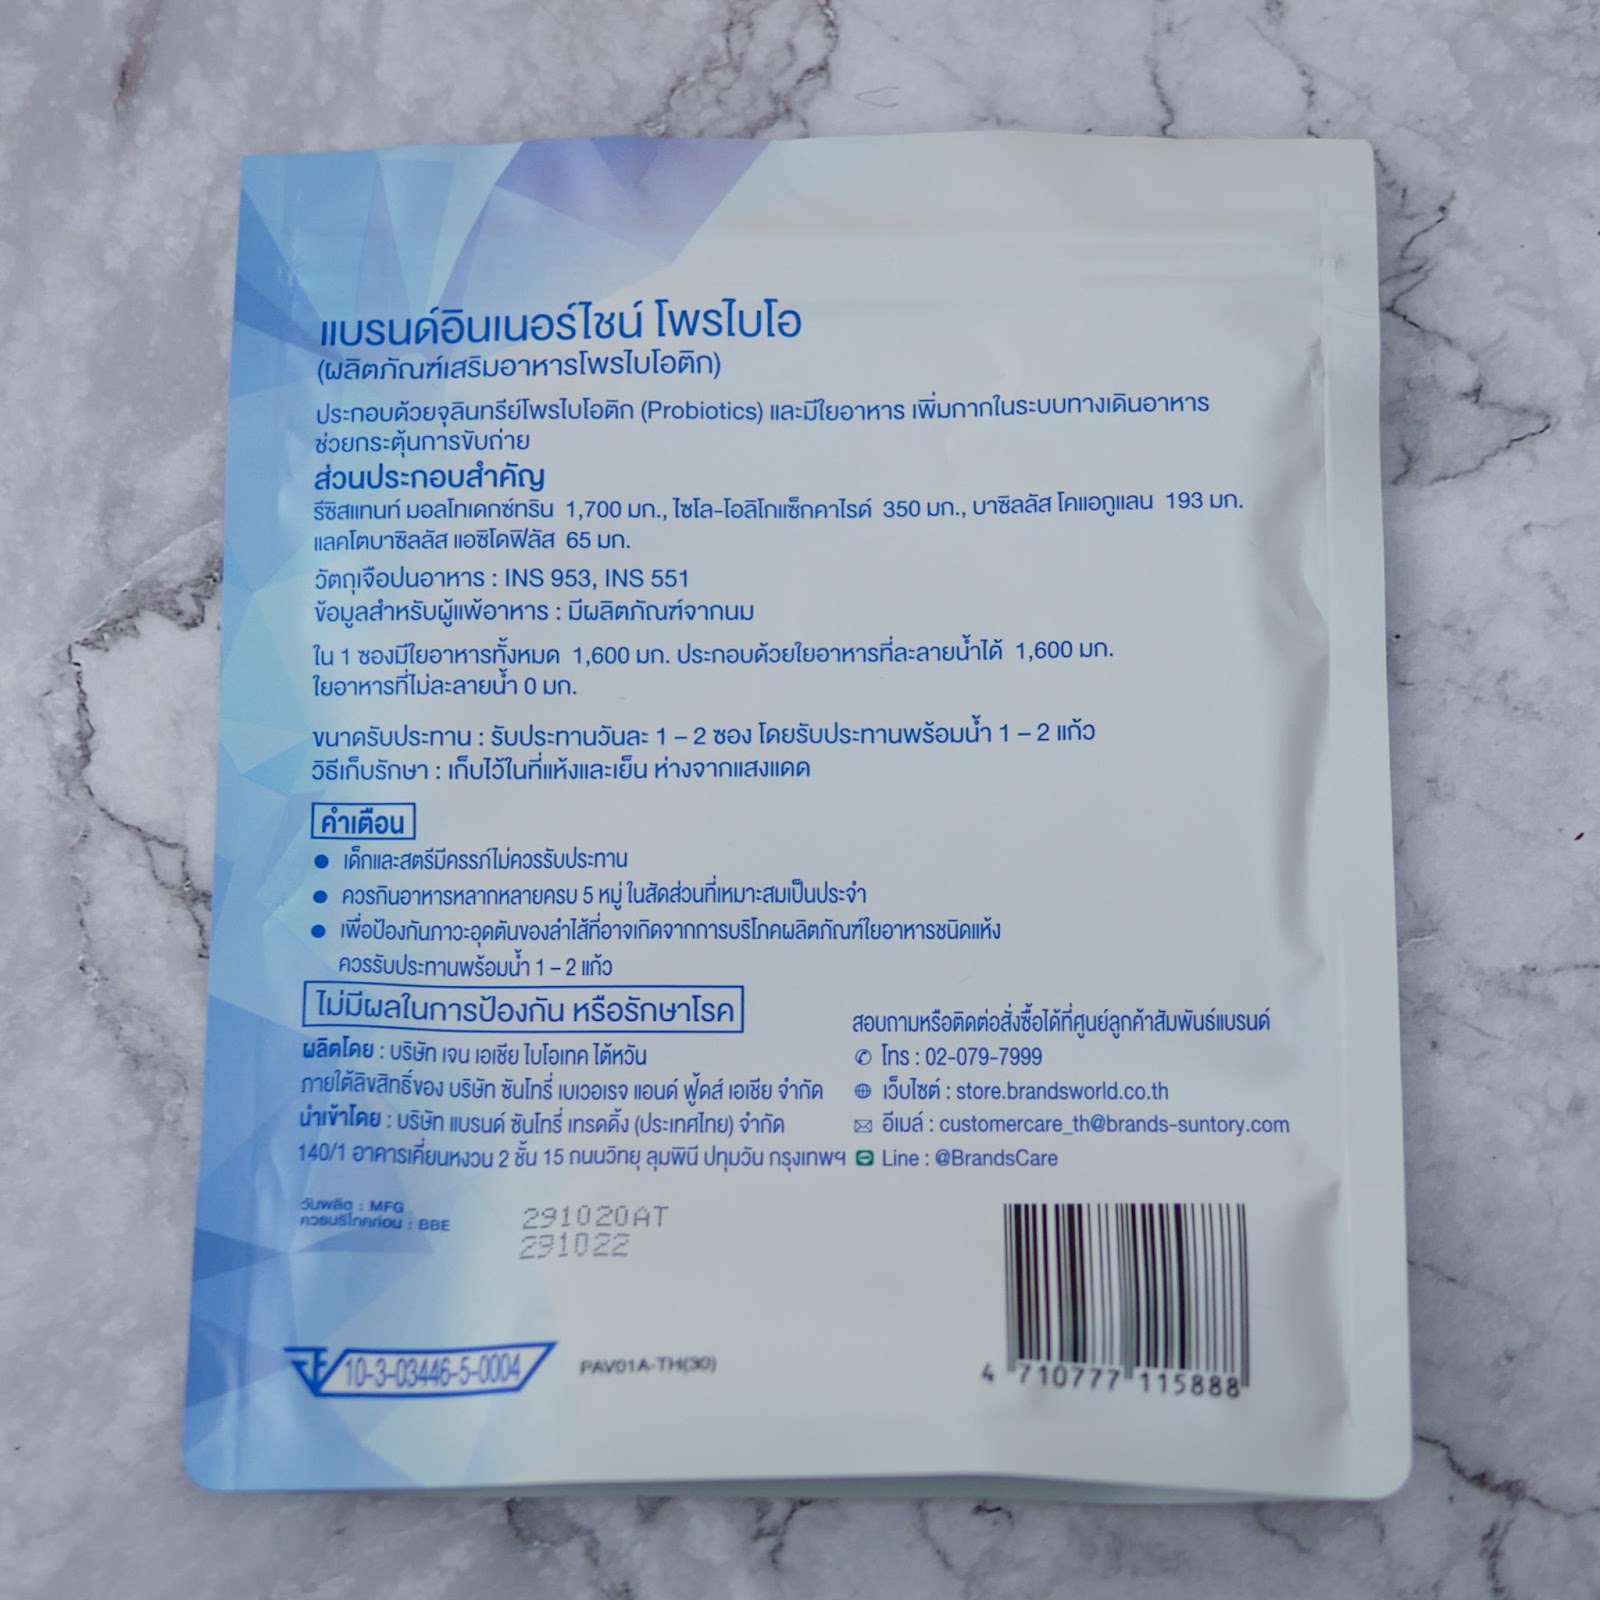 แบรนด์อินเนอร์ไชน์ โพรไบโอ
(ผลิตภัณฑ์เสริมอาหารโพรไบโอติก)
ประกอบด้วยจุลินทรีย์โพรไบโอติก (Probiotics) และมีใยอาหาร เพิ่มกากในระบบทางเดินอาหาร
ช่วยกระตุ้นการขับถ่าย
ส่วนประกอบสำคัญ
รีซิสแทนท์ มอลโทเดกซ์ทริน 1,700 มก., ไซโล-โอลิโกแซ็กคาไรด์ 350 มก., บาซิลลัส โคแอกูแลน 193 มก.
แลคโตบาซิลลัส แอซิโดฟิลัส 65 มก.
วัตถุเจือปนอาหาร : INS 953, INS 551
ข้อมูลสำหรับผู้แพ้อาหาร : มีผลิตภัณฑ์จากนม
ใน 1 ซองมีใยอาหารทั้งหมด 1,600 มก. ประกอบด้วยใยอาหารที่ละลายน้ำได้ 1,600 มก.
ใยอาหารที่ไม่ละลายน้ำ 0 มก.
ขนาดรับประทาน : รับประทานวันละ 1 – 2 ซอง โดยรับประทานพร้อมน้ำ 1 – 2 แก้ว
วิธีเก็บรักษา : เก็บไว้ในที่แห้งและเย็น ห่างจากแสงแดด
คำเตือน
● เด็กและสตรีมีครรภ์ไม่ควรรับประทาน
● ควรกินอาหารหลากหลายครบ 5 หมู่ ในสัดส่วนที่เหมาะสมเป็นประจำ
● เพื่อป้องกันภาวะอุดตันของลำไส้ที่อาจเกิดจากการบริโภคผลิตภัณฑ์ใยอาหารชนิดแห้ง
ควรรับประทานพร้อมน้ำ 1 – 2 แก้ว
ไม่มีผลในการป้องกัน หรือรักษาโรค
ผลิตโดย : บริษัท เจน เอเชีย ไบโอเทค ไต้หวัน
ภายใต้ลิขสิทธิ์ของ บริษัท ซันโทรี่ เบเวอเรจ แอนด์ ฟู้ดส์ เอเชีย จำกัด
นำเข้าโดย : บริษัท แบรนด์ ซันโทรี่ เทรดดิ้ง (ประเทศไทย) จำกัด
140/1 อาคารเคี่ยนหงวน 2 ชั้น 15 ถนนวิทยุ ลุมพินี ปทุมวัน กรุงเทพฯ
สอบถามหรือติดต่อสั่งซื้อได้ที่ศูนย์ลูกค้าสัมพันธ์แบรนด์
โทร : 02-079-7999
เว็บไซต์ : store.brandsworld.co.th
อีเมล์ : customercare_th@brands-suntory.com
Line : @BrandsCare
วันผลิต : MFG
ควรบริโภคก่อน : BBE
291020AT
291022
10-3-03446-5-0004
PAV01A-TH(30)
4 710777 115888